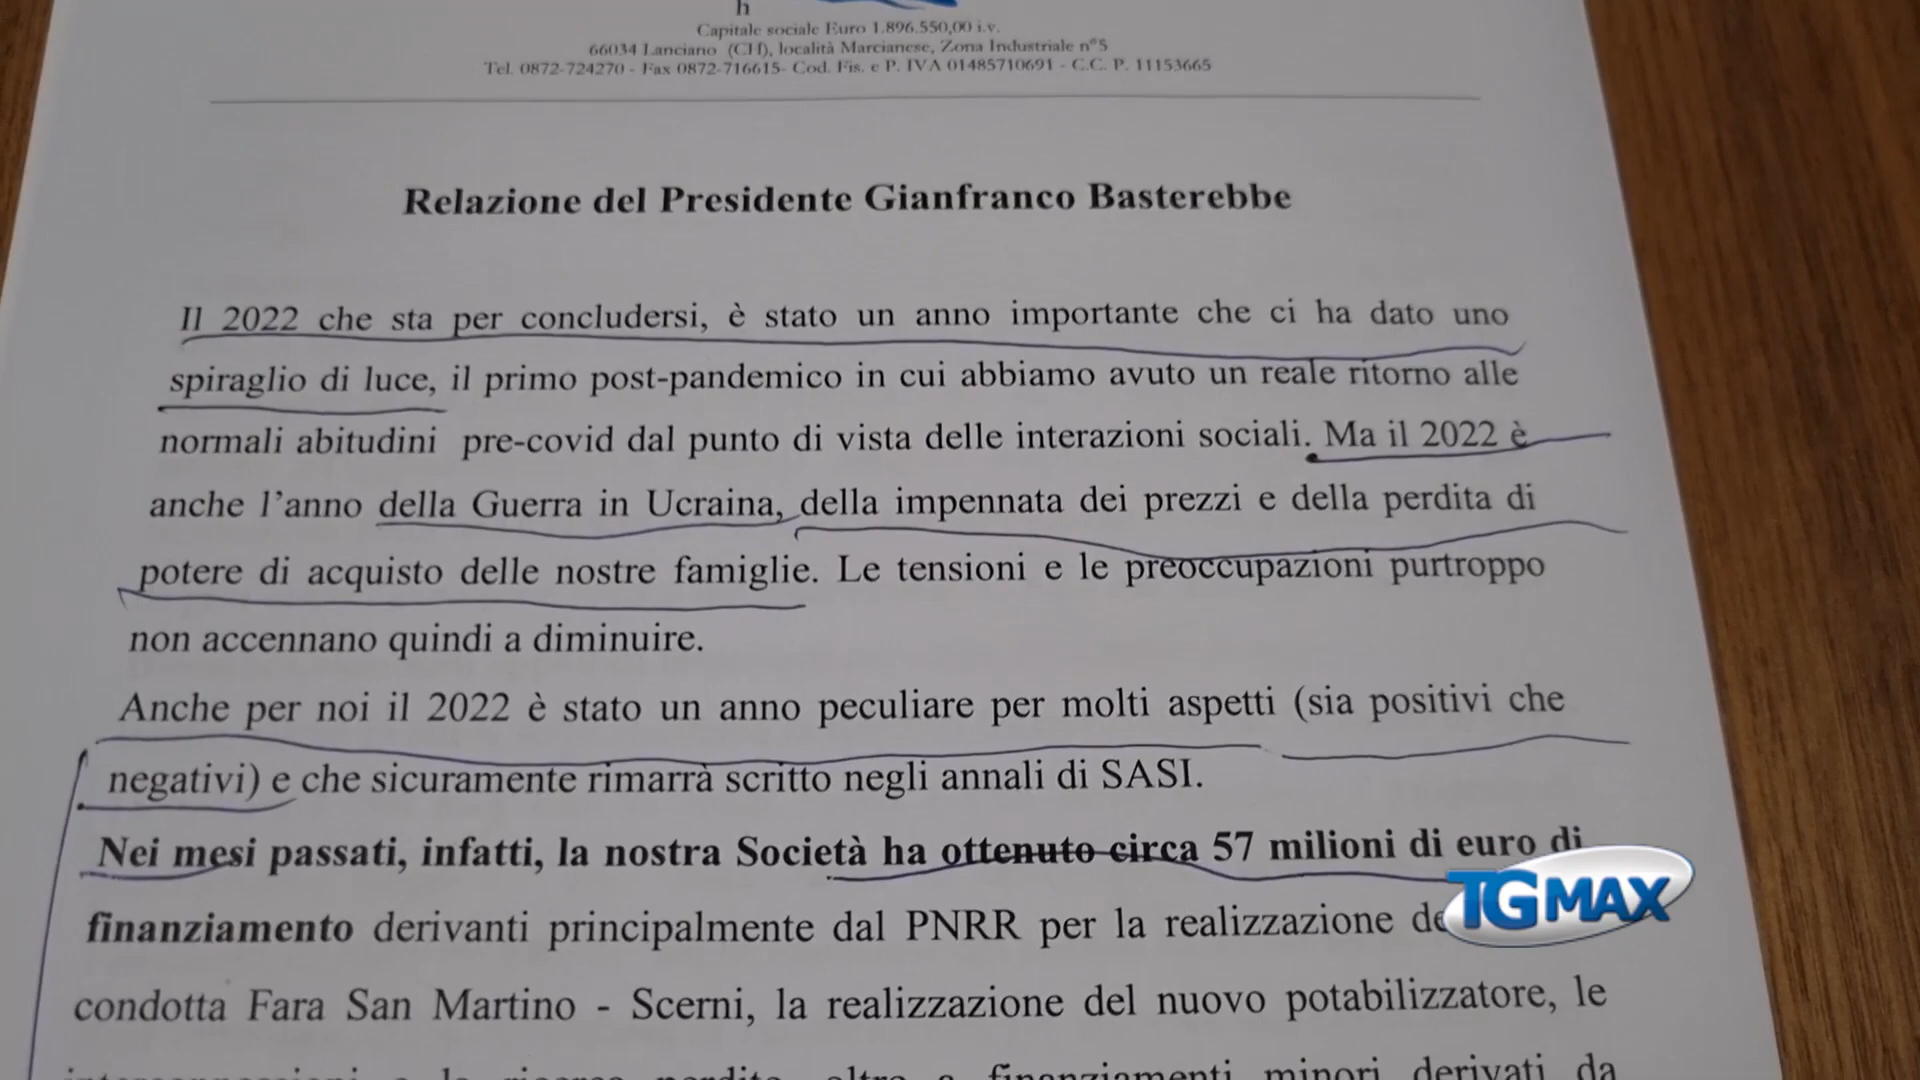 h
Capitale sociale Euro 1.896.550,00 i.v.
66034 Lanciano (CH), località Marcianese, Zona Industriale n°5
Tel. 0872-724270 - Fax 0872-716615- Cod. Fis. e P. IVA 01485710691 - C.C. P. 11153665
Relazione del Presidente Gianfranco Basterebbe
Il 2022 che sta per concludersi, è stato un anno importante che ci ha dato uno
spiraglio di luce, il primo post-pandemico in cui abbiamo avuto un reale ritorno alle
normali abitudini pre-covid dal punto di vista delle interazioni sociali. Ma il 2022 è
anche l'anno della Guerra in Ucraina, della impennata dei prezzi e della perdita di
potere di acquisto delle nostre famiglie. Le tensioni e le preoccupazioni purtroppo
non accennano quindi a diminuire.
Anche per noi il 2022 è stato un anno peculiare per molti aspetti (sia positivi che
negativi) e che sicuramente rimarrà scritto negli annali di SASI.
Nei mesi passati, infatti, la nostra Società ha ottenuto circa 57 milioni di euro di
finanziamento derivanti principalmente dal PNRR per la realizzazione
TG MAX
condotta Fara San Martino - Scerni, la realizzazione del nuovo potabilizzatore, le
finanziamenti minori derivati da